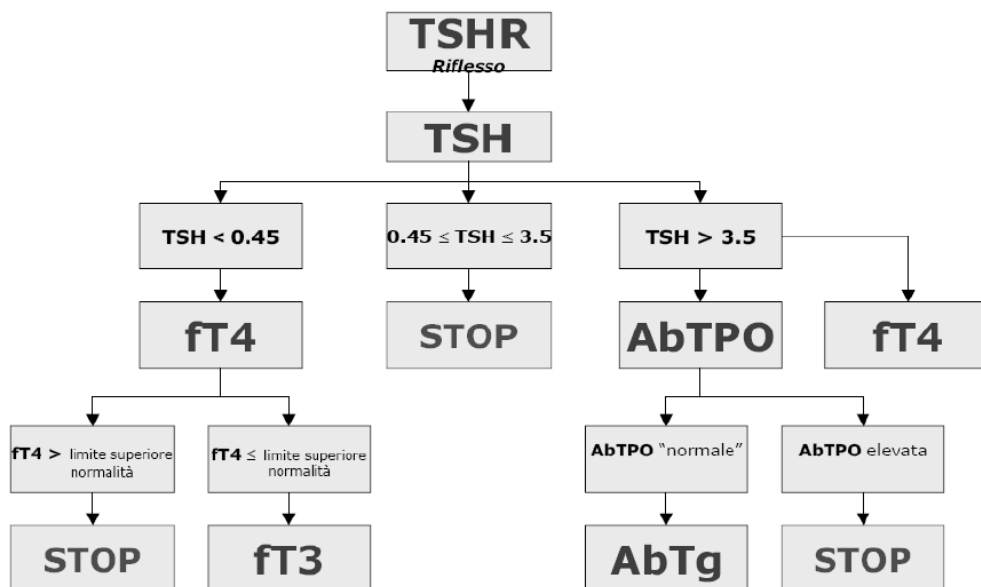 TSHR
Riflesso
TSH
TSH < 0.45
0.45 ≤ TSH ≤ 3.5
TSH > 3.5
fT4
STOP
AbTPO
fT4
fT4 > limite superiore
normalità
fT4 ≤ limite superiore
normalità
AbTPO "normale"
AbTPO elevata
STOP
fT3
AbTg
STOP